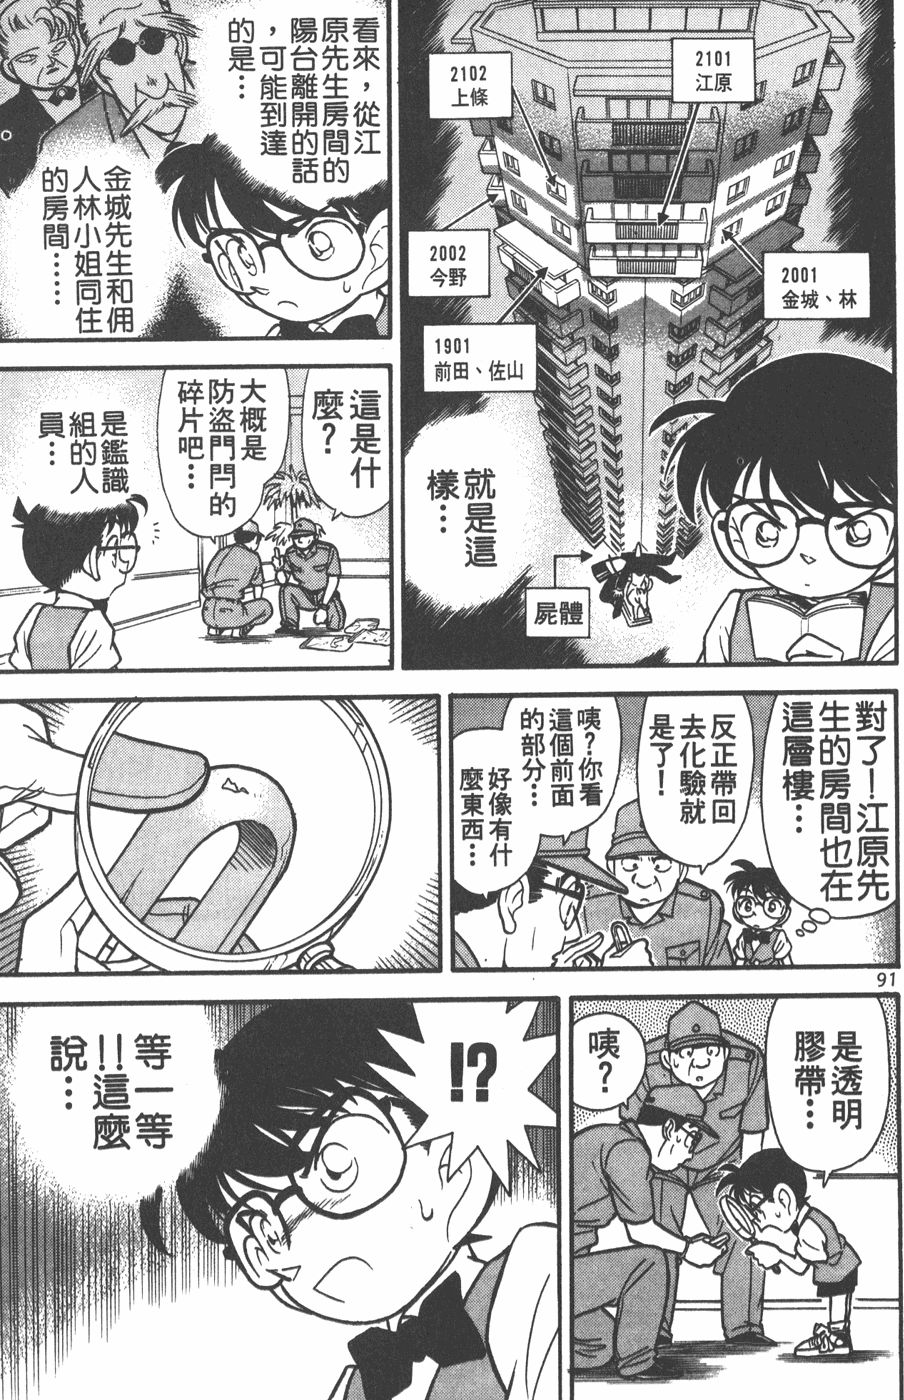 2101
江原
2102
上條
2002
今野
2001
金城、林
1901
前田、佐山
就是這
樣…
屍體
看來，從江
原先生房間的
陽台離開的話
，可能到達
的是…
金城先生和佣
人林小姐同住
的房間……
這是什
麼？
大概是
防盜門閂的
碎片吧…
是鑑識
組的人
員…
對了！江原先
生的房間也在
這層樓…
反正帶回
去化驗就
是了！
咦？你看
這個前面
的部分…
好像有什
麼東西…
91
是透明
膠帶…
咦？
!?
等一等
!!這麼
說…